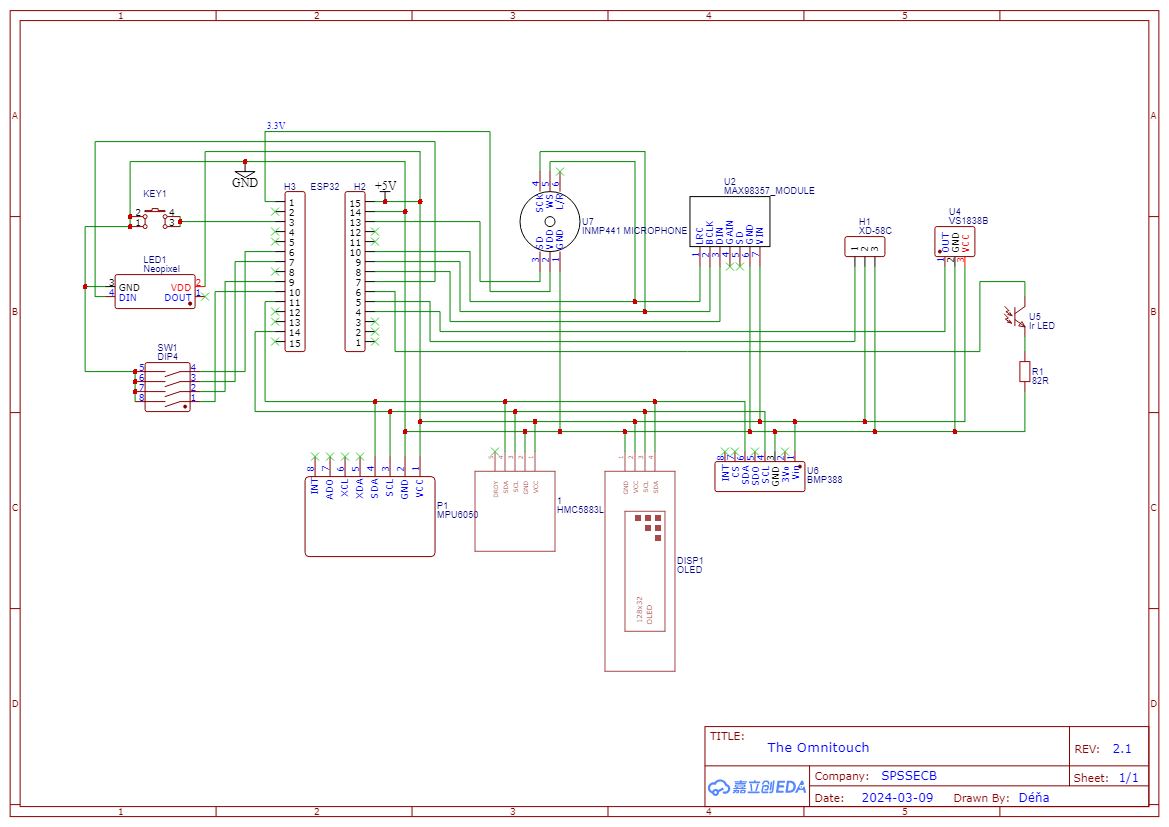 1 2 3 4 5
A A
3.3V
GND
KEY1
2 4
1 3
H3 ESP32 H2 +5V
1 15
2 14
3 13
4 12
5 11
6 10
7 9
8 8
9 7
10 6
11 5
12 4
13 3
14 2
15 1
LED1
Neopixel
3 GND VDD 2
4 DIN DOUT 1
SW1
DIP4
5 4
6 3
7 2
8 1
4 5 6
SCK WS L/R
SD VDD GND
3 2 1
U7
INMP441 MICROPHONE
U2
MAX98357_MODULE
LRC BCLK DIN GAIN SD GND VIN
1 2 3 4 5 6 7
H1
XD-58C
1 2 3
U4
VS1838B
OUT GND VCC
1 2 3
U5
Ir LED
R1
82R
B B
8 7 6 5 4 3 2 1
INT ADO XCL XDA SDA SCL GND VCC
P1
MPU6050
5 4 3 2 1
DRDY SDA SCL GND VCC
1
HMC5883L
1 2 3 4
GND VCC SCL SDA
128x32
OLED
DISP1
OLED
8 7 6 5 4 3 2 1
INT CS SDA SDO SCL GND 3Vo Vin
U6
BMP388
C C
D D
TITLE:
The Omnitouch
REV: 2.1
嘉立创EDA
Company: SPSSECB
Sheet: 1/1
Date: 2024-03-09 Drawn By: Déňa
1 2 3 4 5